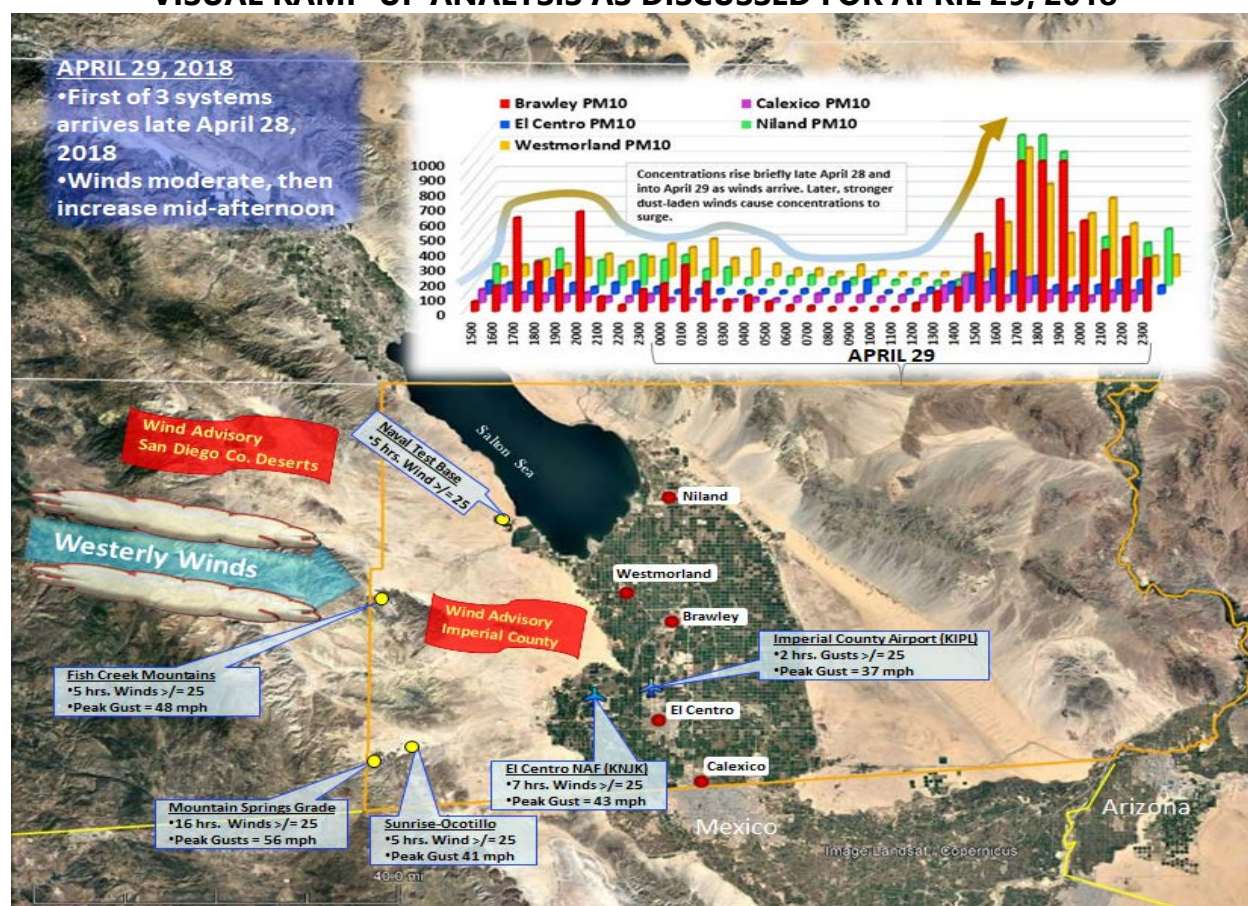 VISUAL RAMP-UP ANALYSIS AS DISCUSSED FOR APRIL 29, 2018
APRIL 29, 2018
•First of 3 systems
arrives late April 28,
2018
•Winds moderate, then
increase mid-afternoon
Brawley PM10
Calexico PM10
El Centro PM10
Niland PM10
Westmorland PM10
Concentrations rise briefly late April 28 and
into April 29 as winds arrive. Later, stronger
dust-laden winds cause concentrations to
surge.
1000
900
800
700
600
500
400
300
200
100
0
1500 1600 1700 1800 1900 2000 2100 2200 2300 0000 0100 0200 0300 0400 0500 0600 0700 0800 0900 1000 1100 1200 1300 1400 1500 1600 1700 1800 1900 2000 2100 2200 2300
APRIL 29
Wind Advisory
San Diego Co. Deserts
Naval Test Base
•5 hrs. Wind >/= 25
Salton Sea
Niland
Westerly Winds
Westmorland
Brawley
Wind Advisory
Imperial County
Imperial County Airport (KIPL)
•2 hrs. Gusts >/= 25
•Peak Gust = 37 mph
Fish Creek Mountains
•5 hrs. Winds >/= 25
•Peak Gust = 48 mph
El Centro
El Centro NAF (KNJK)
•7 hrs. Winds >/= 25
•Peak Gust = 43 mph
Calexico
Mountain Springs Grade
•16 hrs. Winds >/= 25
•Peak Gusts = 56 mph
Sunrise-Ocotillo
•5 hrs. Wind >/= 25
•Peak Gust 41 mph
Mexico
Arizona
Image Landsat / Copernicus
40.0 mi